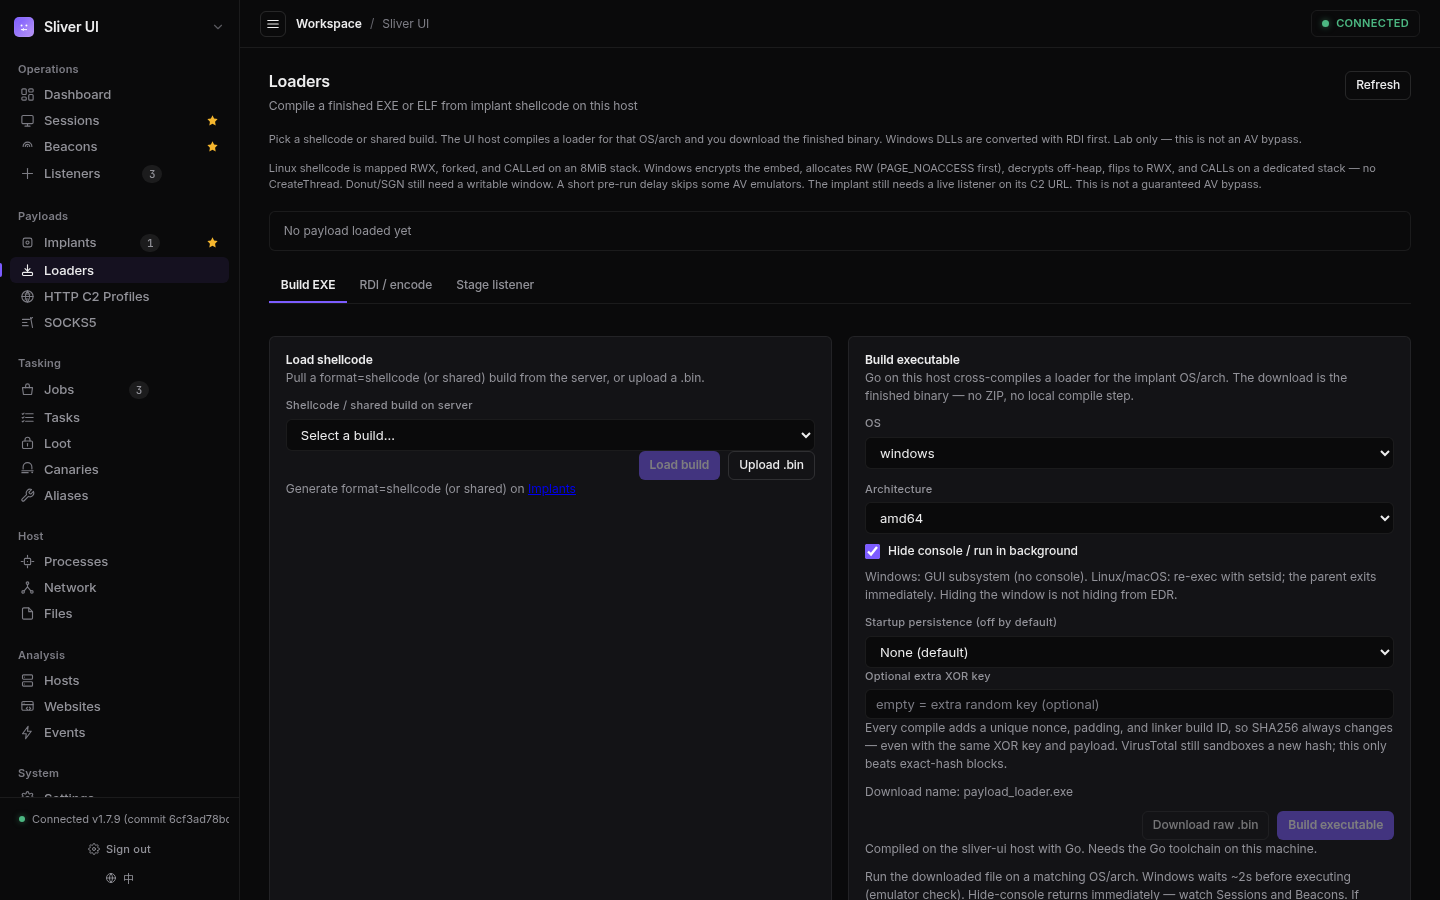 Sliver UI
Operations
Dashboard
Sessions
Beacons
Listeners 3
Payloads
Implants 1
Loaders
HTTP C2 Profiles
SOCKS5
Tasking
Jobs 3
Tasks
Loot
Canaries
Aliases
Host
Processes
Network
Files
Analysis
Hosts
Websites
Events
System
Settings
Connected v1.7.9 (commit 6cf3ad78bc
Sign out
中
Workspace / Sliver UI
CONNECTED
Loaders
Refresh
Compile a finished EXE or ELF from implant shellcode on this host
Pick a shellcode or shared build. The UI host compiles a loader for that OS/arch and you download the finished binary. Windows DLLs are converted with RDI first. Lab only — this is not an AV bypass.
Linux shellcode is mapped RWX, forked, and CALLed on an 8MiB stack. Windows encrypts the embed, allocates RW (PAGE_NOACCESS first), decrypts off-heap, flips to RWX, and CALLs on a dedicated stack — no
CreateThread. Donut/SGN still need a writable window. A short pre-run delay skips some AV emulators. The implant still needs a live listener on its C2 URL. This is not a guaranteed AV bypass.
No payload loaded yet
Build EXE RDI / encode Stage listener
Load shellcode
Pull a format=shellcode (or shared) build from the server, or upload a .bin.
Shellcode / shared build on server
Select a build...
Load build Upload .bin
Generate format=shellcode (or shared) on Implants
Build executable
Go on this host cross-compiles a loader for the implant OS/arch. The download is the
finished binary — no ZIP, no local compile step.
OS
windows
Architecture
amd64
Hide console / run in background
Windows: GUI subsystem (no console). Linux/macOS: re-exec with setsid; the parent exits
immediately. Hiding the window is not hiding from EDR.
Startup persistence (off by default)
None (default)
Optional extra XOR key
empty = extra random key (optional)
Every compile adds a unique nonce, padding, and linker build ID, so SHA256 always changes
— even with the same XOR key and payload. VirusTotal still sandboxes a new hash; this only
beats exact-hash blocks.
Download name: payload_loader.exe
Download raw .bin Build executable
Compiled on the sliver-ui host with Go. Needs the Go toolchain on this machine.
Run the downloaded file on a matching OS/arch. Windows waits ~2s before executing
(emulator check). Hide-console returns immediately — watch Sessions and Beacons. If